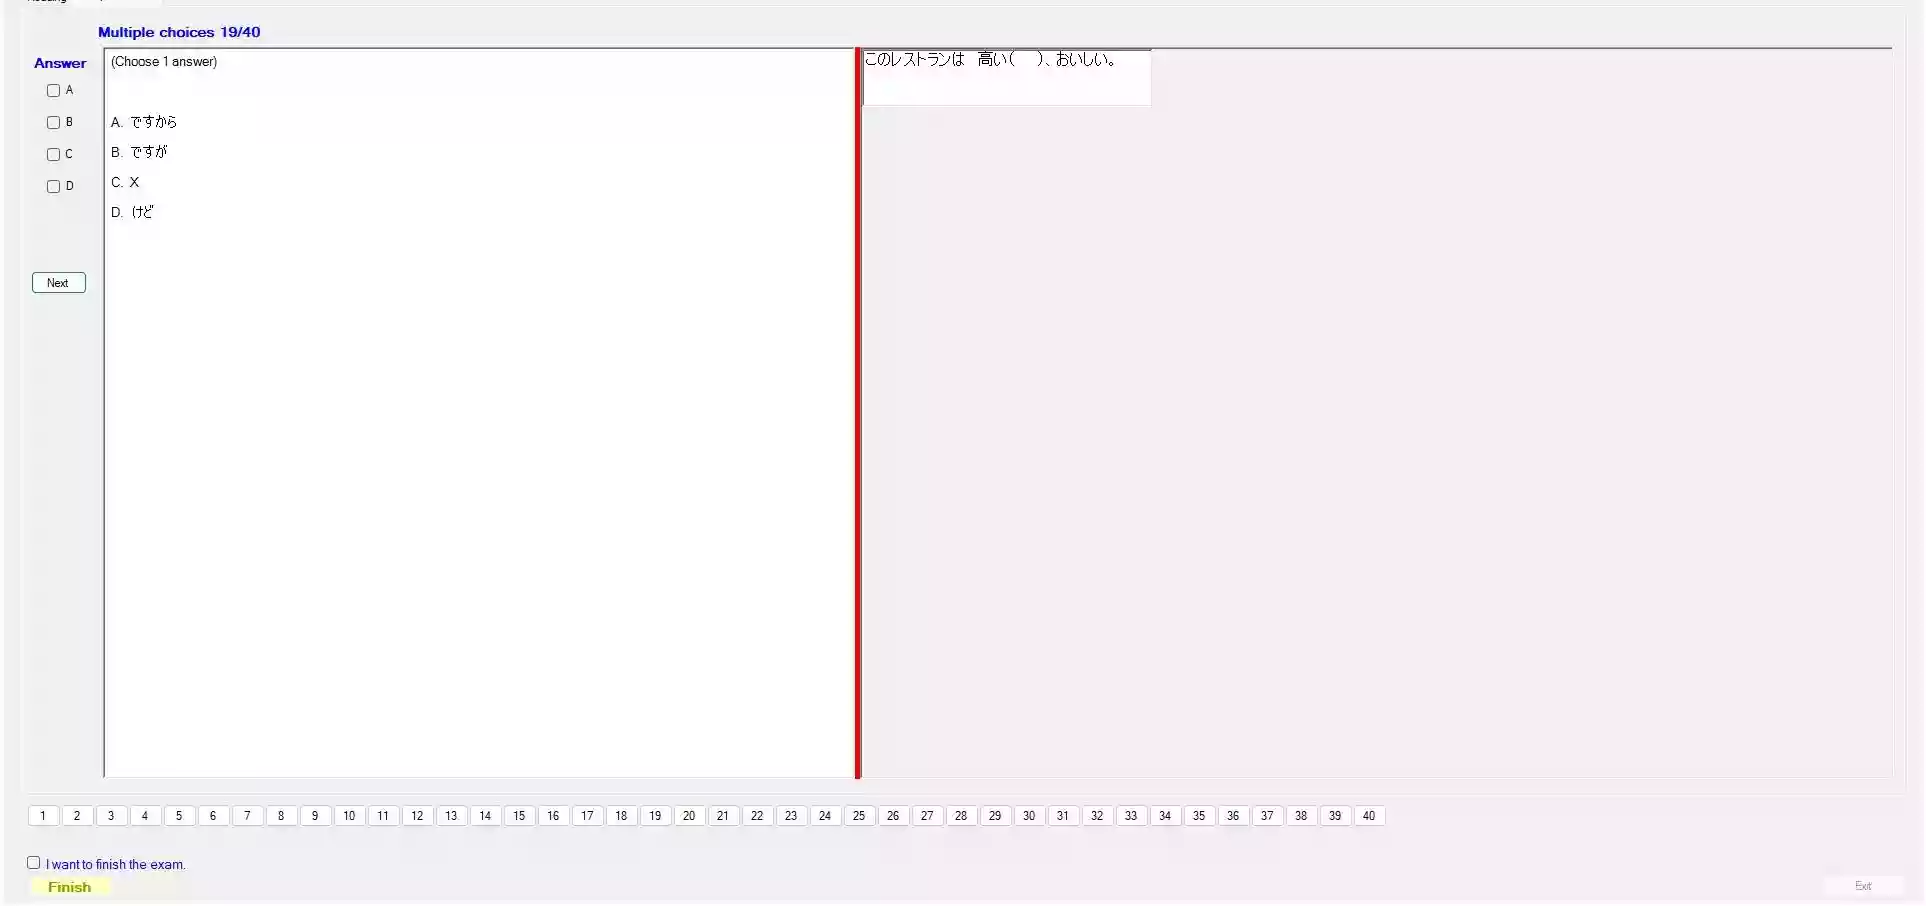 Multiple choices 19/40
Answer
(Choose 1 answer)
このレストランは 高い( )、おいしい。
A
B
C
D
A. ですから
B. ですが
C. X
D. けど
Next
1 2 3 4 5 6 7 8 9 10 11 12 13 14 15 16 17 18 19 20 21 22 23 24 25 26 27 28 29 30 31 32 33 34 35 36 37 38 39 40
I want to finish the exam.
Finish
Exit